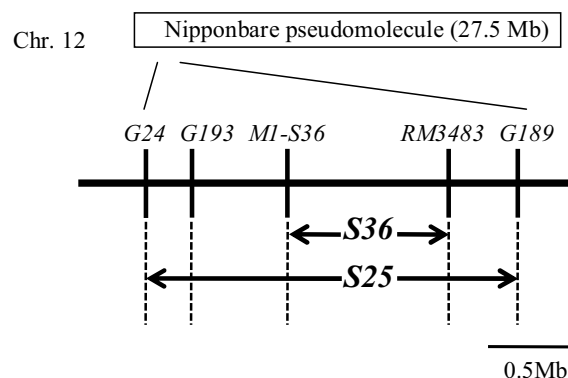 Chr. 12
Nipponbare pseudomolecule (27.5 Mb)
G24 G193 M1-S36 RM3483 G189
S36
S25
0.5Mb